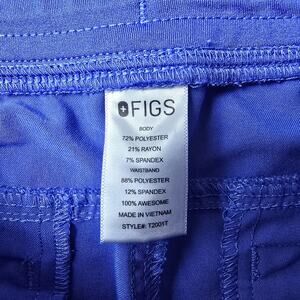 FIGS
BODY
72% POLYESTER
21% RAYON
7% SPANDEX
WAISTBAND
88% POLYESTER
12% SPANDEX
100% AWESOME
MADE IN VIETNAM
STYLE#: T2001T